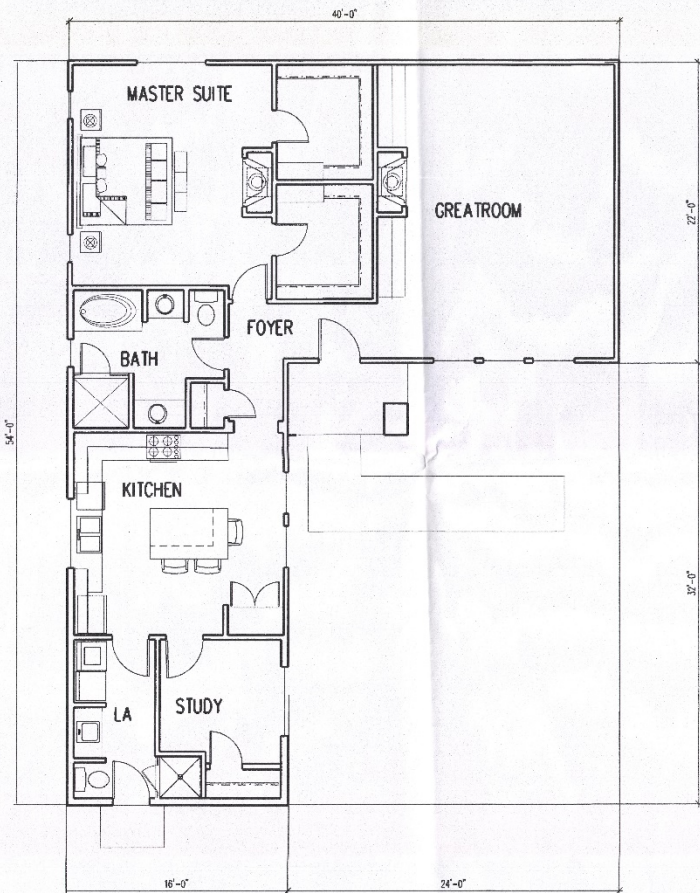 40'-0"
MASTER SUITE
GREATROOM
22'-0"
FOYER
BATH
54'-0"
KITCHEN
32'-0"
LA
STUDY
16'-0"
24'-0"